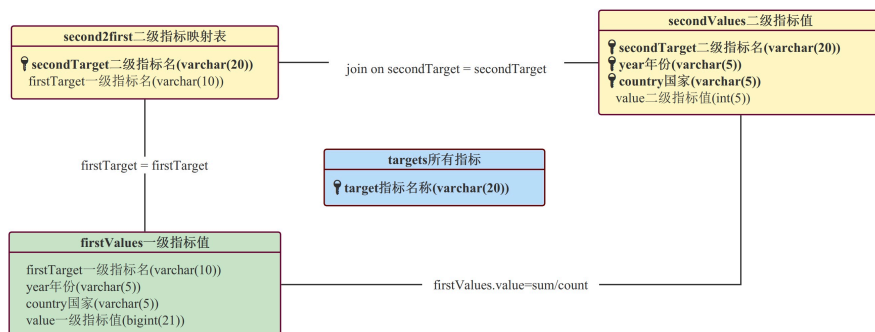 second2first二级指标映射表
secondTarget二级指标名(varchar(20))
firstTarget一级指标名(varchar(10))
join on secondTarget = secondTarget
secondValues二级指标值
secondTarget二级指标名(varchar(20))
year年份(varchar(5))
country国家(varchar(5))
value二级指标值(int(5))
firstTarget = firstTarget
targets所有指标
target指标名称(varchar(20))
firstValues一级指标值
firstTarget一级指标名(varchar(10))
year年份(varchar(5))
country国家(varchar(5))
value一级指标值(bigint(21))
firstValues.value=sum/count